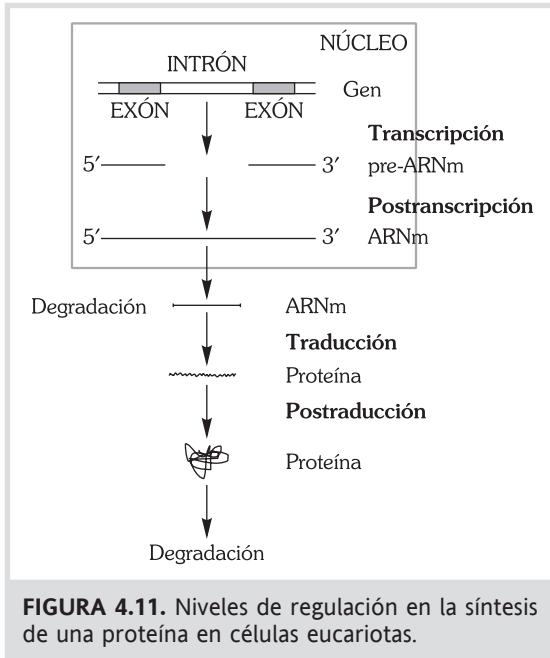 NÚCLEO
INTRÓN
Gen
EXÓN EXÓN
Transcripción
5′ 3′ pre-ARNm
Postranscripción
5′ 3′ ARNm
Degradación ARNm
Traducción
Proteína
Postraducción
Proteína
Degradación
FIGURA 4.11. Niveles de regulación en la síntesis
de una proteína en células eucariotas.